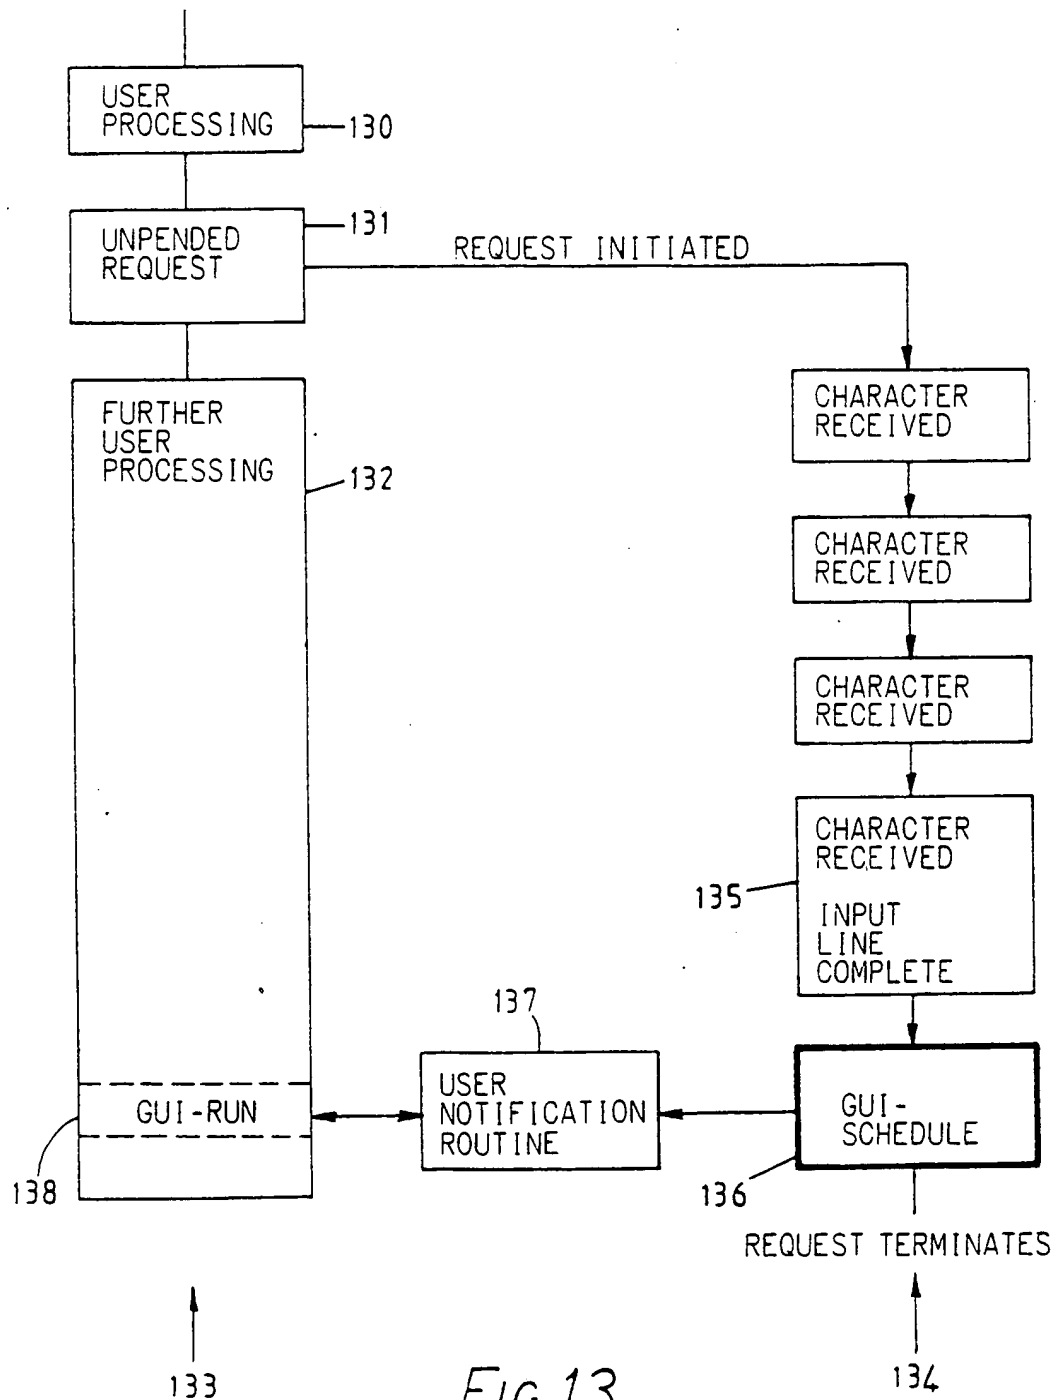 USER
PROCESSING
130
UNPENDED
REQUEST
131
REQUEST INITIATED
FURTHER
USER
PROCESSING
132
CHARACTER
RECEIVED
CHARACTER
RECEIVED
CHARACTER
RECEIVED
CHARACTER
RECEIVED
INPUT
LINE
COMPLETE
135
137
USER
NOTIFICATION
ROUTINE
GUI-RUN
138
GUI-
SCHEDULE
136
REQUEST TERMINATES
133
134
FIG.13